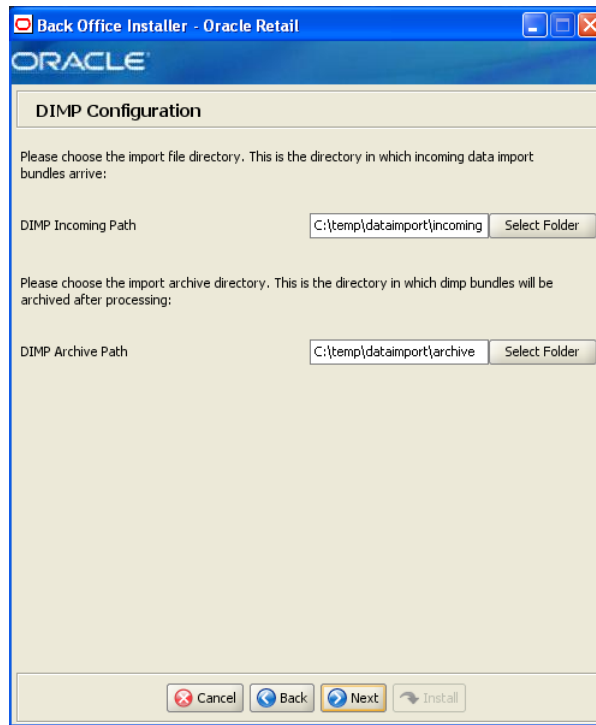 Back Office Installer - Oracle Retail
ORACLE
DIMP Configuration
Please choose the import file directory. This is the directory in which incoming data import
bundles arrive:
DIMP Incoming Path C:\temp\dataimport\incoming Select Folder
Please choose the import archive directory. This is the directory in which dimp bundles will be
archived after processing:
DIMP Archive Path C:\temp\dataimport\archive Select Folder
Cancel Back Next Install